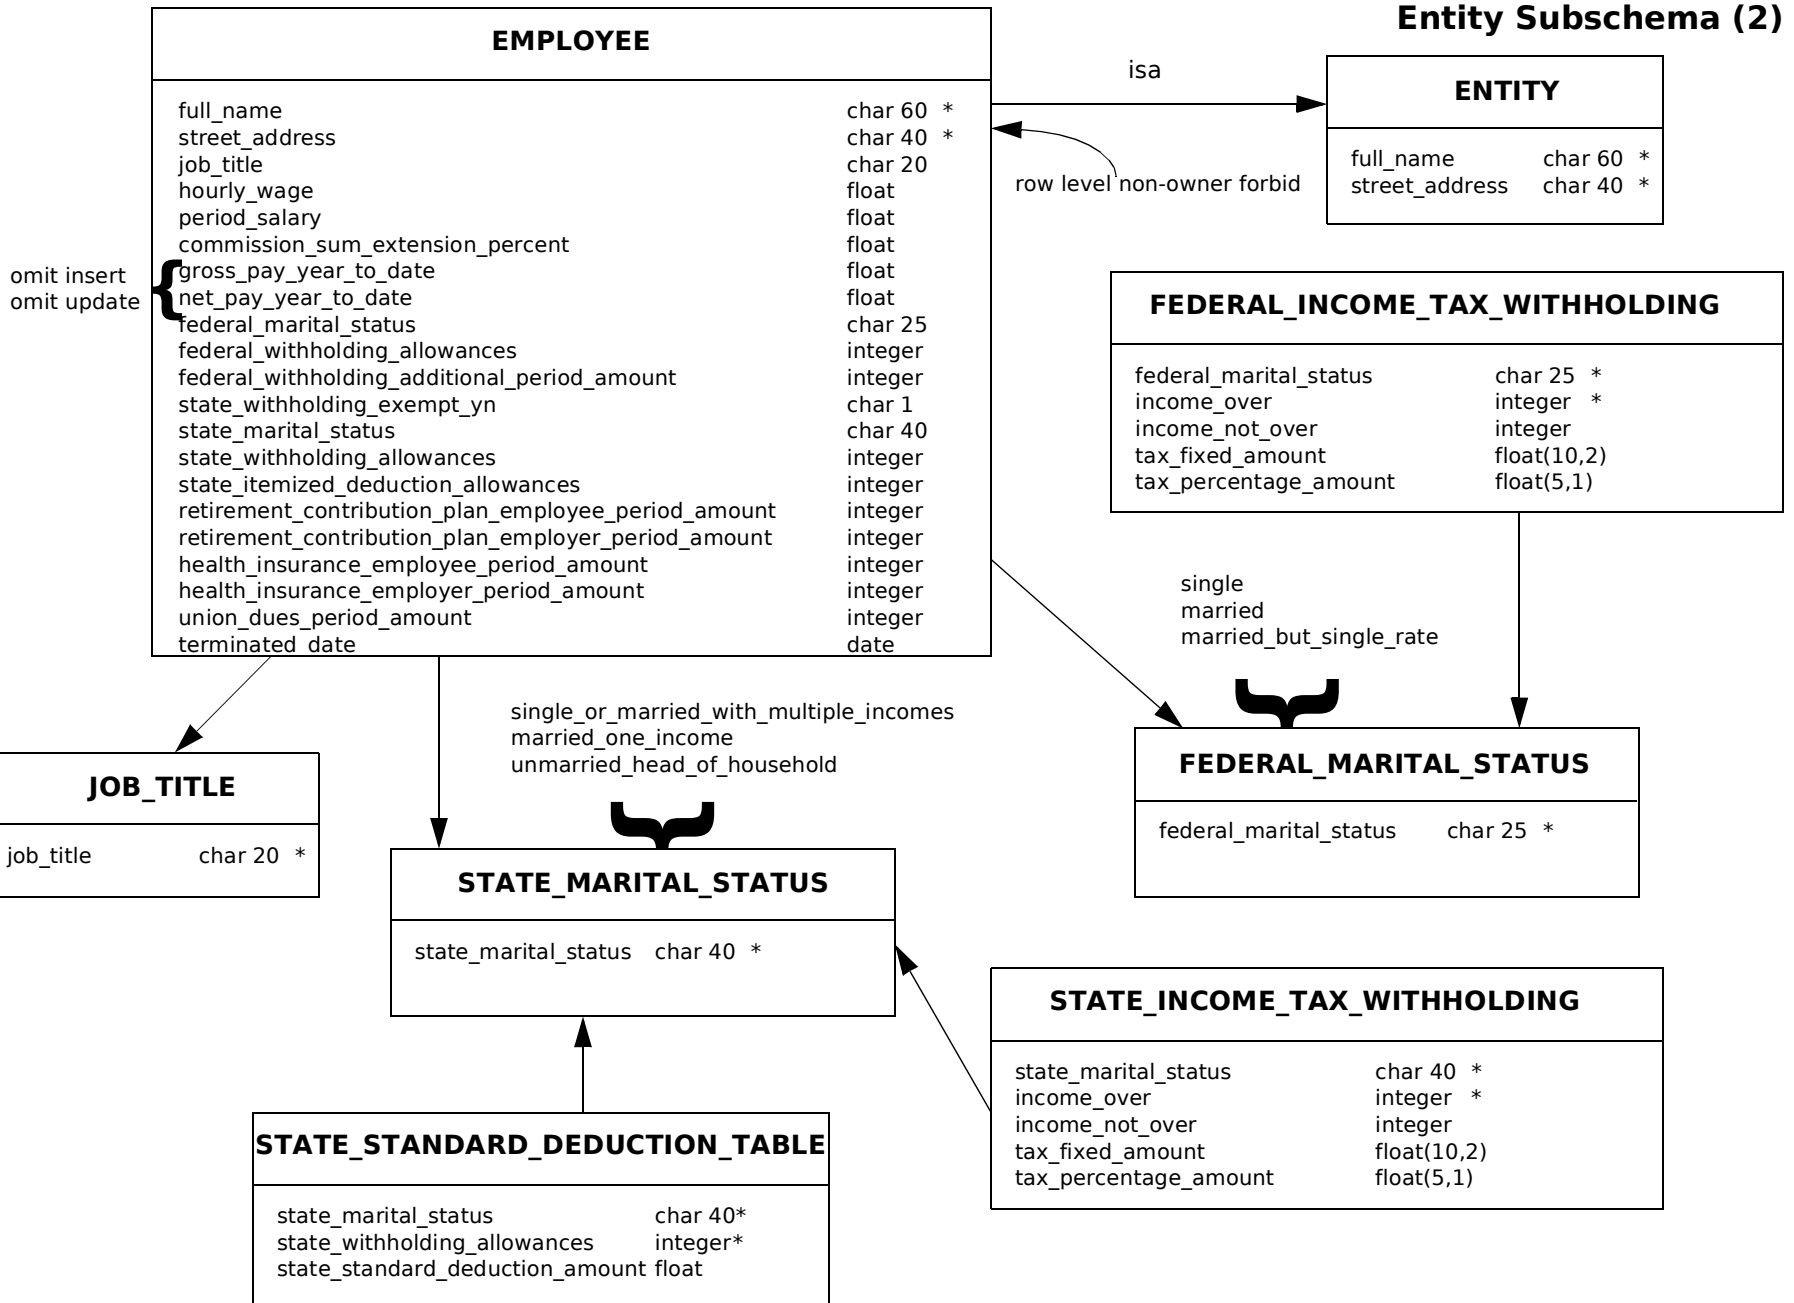 Entity Subschema (2)
EMPLOYEE
full_name char 60 *
street_address char 40 *
job_title char 20
hourly_wage float
period_salary float
commission_sum_extension_percent float
gross_pay_year_to_date float
net_pay_year_to_date float
federal_marital_status char 25
federal_withholding_allowances integer
federal_withholding_additional_period_amount integer
state_withholding_exempt_yn char 1
state_marital_status char 40
state_withholding_allowances integer
state_itemized_deduction_allowances integer
retirement_contribution_plan_employee_period_amount integer
retirement_contribution_plan_employer_period_amount integer
health_insurance_employee_period_amount integer
health_insurance_employer_period_amount integer
union_dues_period_amount integer
terminated_date date
omit insert
omit update
{
isa
row level non-owner forbid
ENTITY
full_name char 60 *
street_address char 40 *
FEDERAL_INCOME_TAX_WITHHOLDING
federal_marital_status char 25 *
income_over integer *
income_not_over integer
tax_fixed_amount float(10,2)
tax_percentage_amount float(5,1)
single
married
married_but_single_rate
}
FEDERAL_MARITAL_STATUS
federal_marital_status char 25 *
JOB_TITLE
job_title char 20 *
single_or_married_with_multiple_incomes
married_one_income
unmarried_head_of_household
}
STATE_MARITAL_STATUS
state_marital_status char 40 *
STATE_INCOME_TAX_WITHHOLDING
state_marital_status char 40 *
income_over integer *
income_not_over integer
tax_fixed_amount float(10,2)
tax_percentage_amount float(5,1)
STATE_STANDARD_DEDUCTION_TABLE
state_marital_status char 40*
state_withholding_allowances integer*
state_standard_deduction_amount float